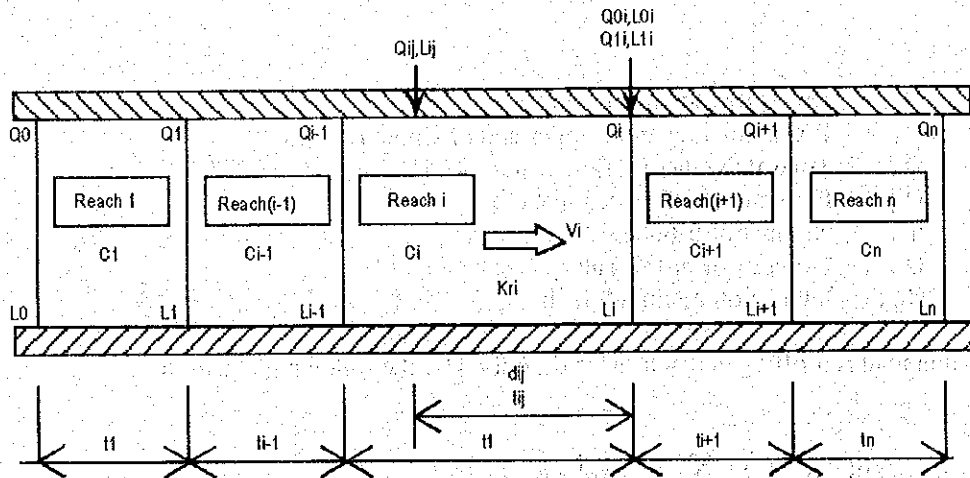 Q0i,L0i
Qij,Lij
Q1i,L1i
Q0 Q1 Qi-1 Qi Qi+1 Qn
Reach 1 Reach(i-1) Reach i Reach(i+1) Reach n
C1 Ci-1 Ci Vi Ci+1 Cn
Kri
L0 L1 Li-1 Li Li+1 Ln
dij
tij
t1 ti-1 t1 ti+1 tn